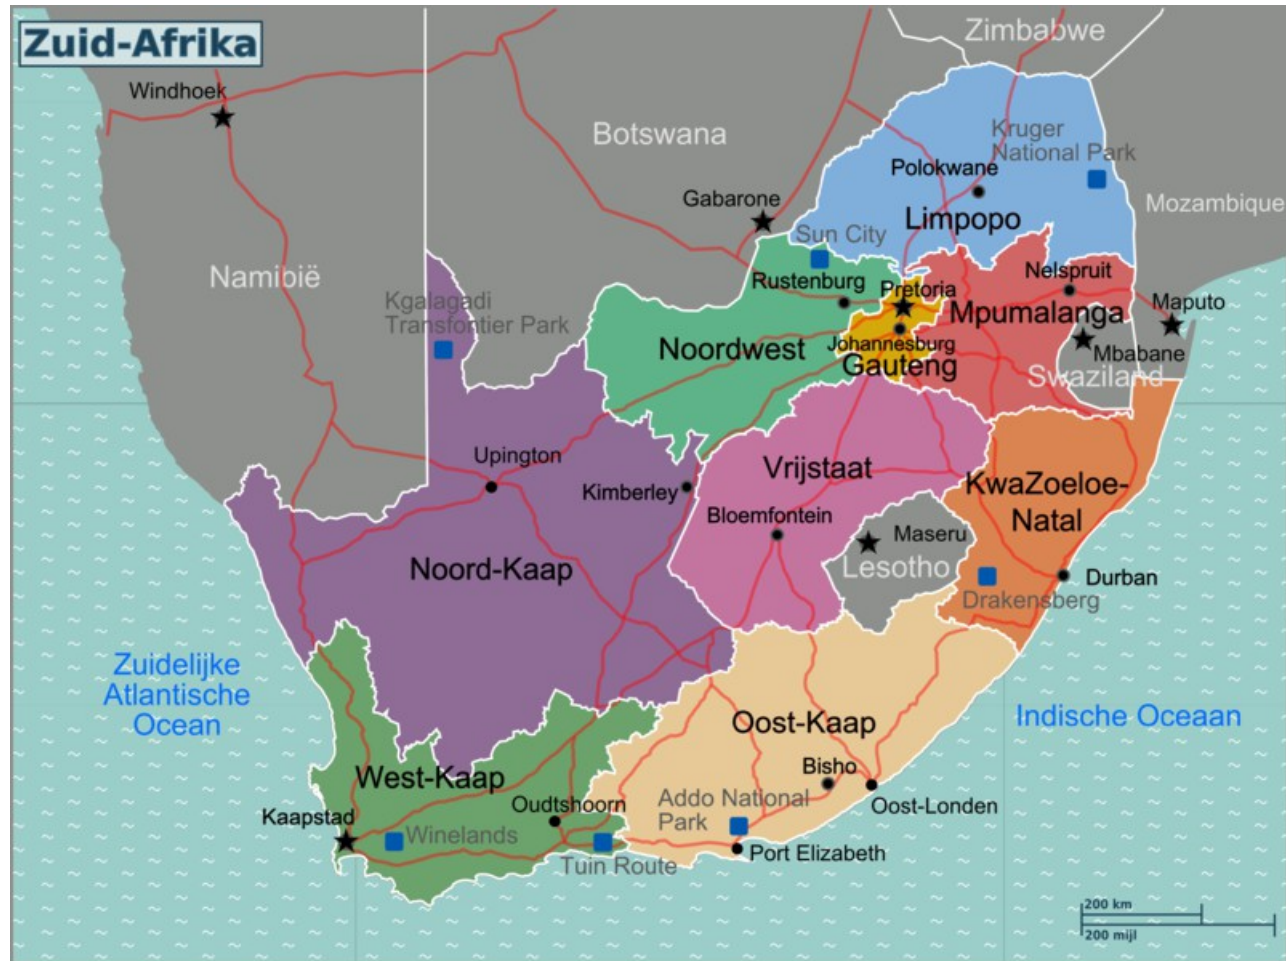 Zuid-Afrika
Zimbabwe
Windhoek
Botswana
Kruger
National Park
Polokwane
Gabarone
Limpopo
Mozambique
Sun City
Namibië
Nelspruit
Rustenburg
Pretoria
Kgalagadi
Transfontier Park
Maputo
Mpumalanga
Noordwest
Johannesburg
Mbabane
Gauteng
Swaziland
Upington
Vrijstaat
Kimberley
KwaZoeloe-
Natal
Bloemfontein
Maseru
Noord-Kaap
Lesotho
Durban
Drakensberg
Zuidelijke
Atlantische
Ocean
Oost-Kaap
Indische Oceaan
Bisho
West-Kaap
Oudtshoorn
Addo National
Park
Oost-Londen
Kaapstad
Winelands
Tuin Route
Port Elizabeth
200 km
200 mijl